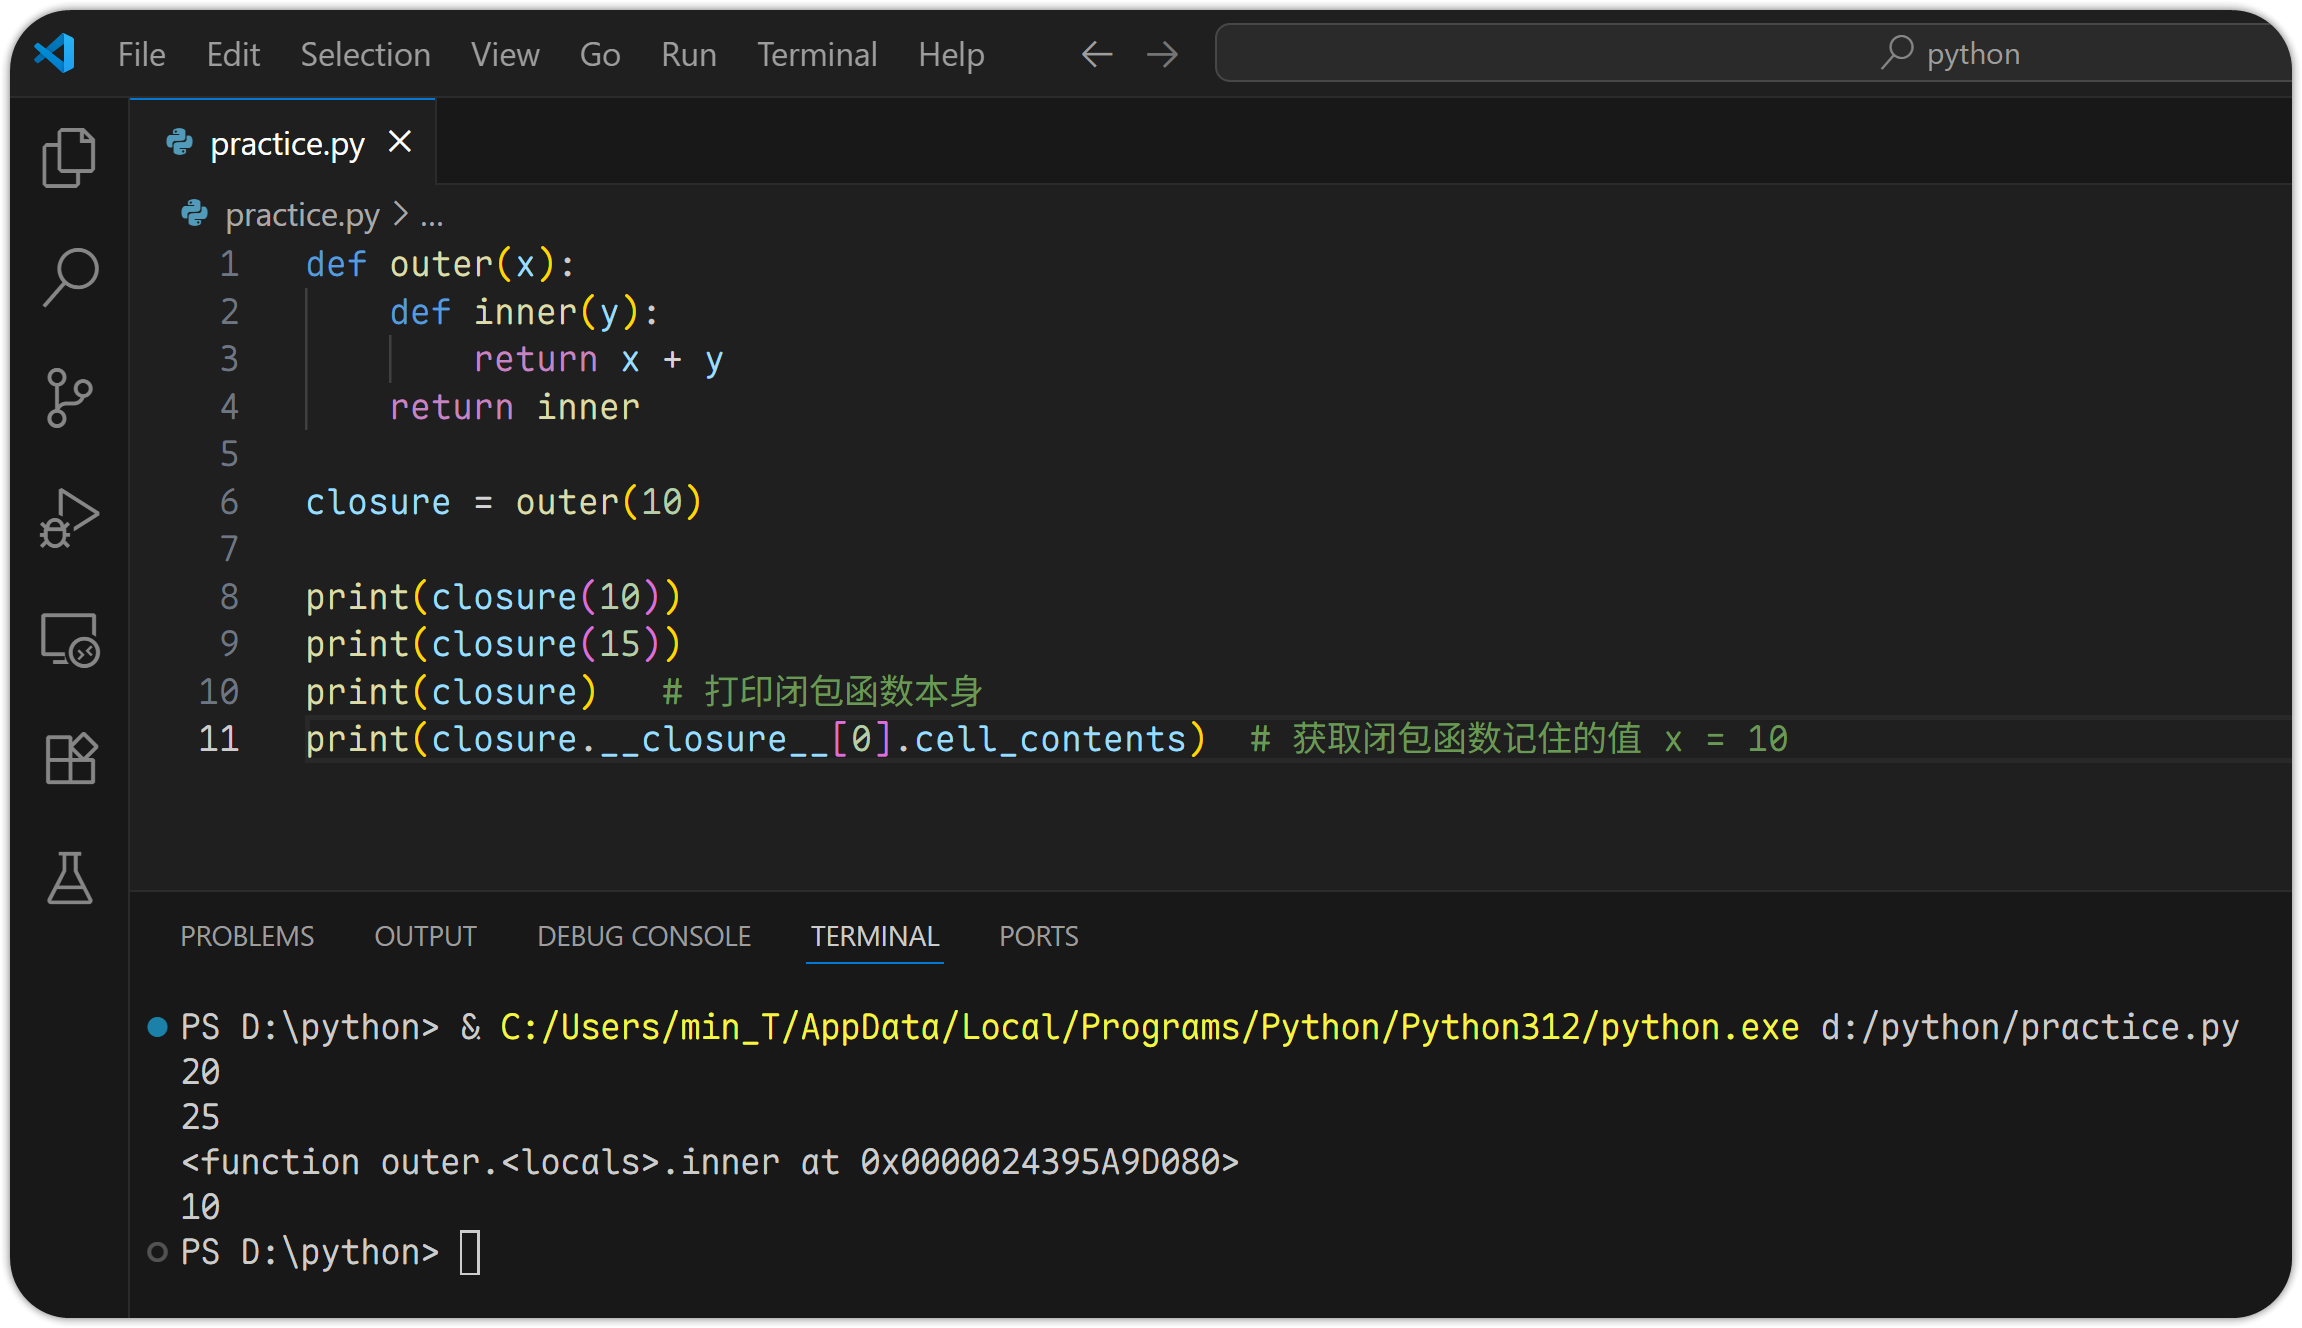 File Edit Selection View Go Run Terminal Help python
practice.py
practice.py > ...
1 def outer(x):
2     def inner(y):
3         return x + y
4     return inner
5
6 closure = outer(10)
7
8 print(closure(10))
9 print(closure(15))
10 print(closure)   # 打印闭包函数本身
11 print(closure.__closure__[0].cell_contents)  # 获取闭包函数记住的值 x = 10
PROBLEMS OUTPUT DEBUG CONSOLE TERMINAL PORTS
PS D:\python> & C:/Users/min_T/AppData/Local/Programs/Python/Python312/python.exe d:/python/practice.py
20
25
<function outer.<locals>.inner at 0x0000024395A9D080>
10
PS D:\python>